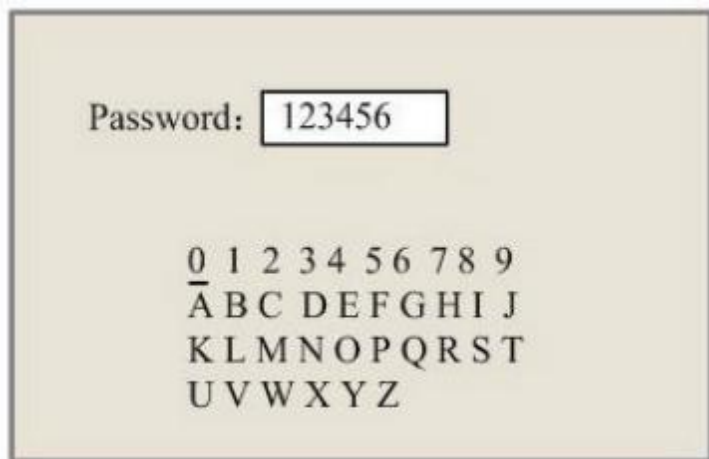 Password: 123456
0 1 2 3 4 5 6 7 8 9
A B C D E F G H I J
K L M N O P Q R S T
U V W X Y Z